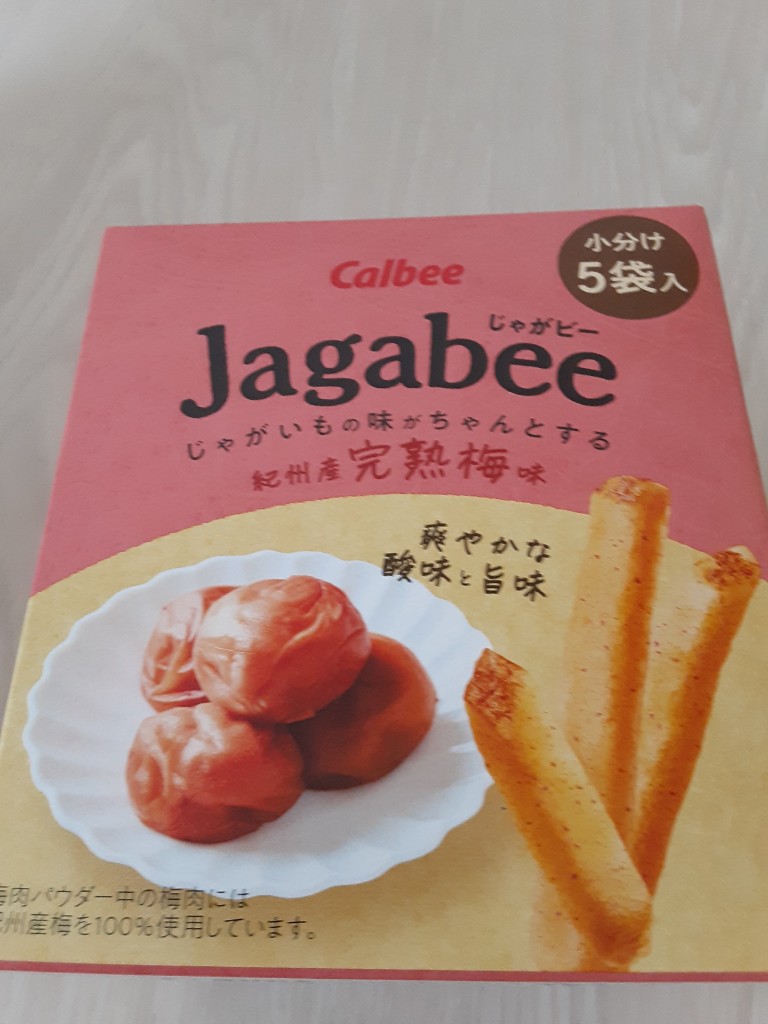 小分け
5袋入
Calbee
じゃがビー
Jagabee
じゃがいもの味がちゃんとする
紀州産完熟梅味
爽やかな
酸味と旨味
梅肉パウダー中の梅肉には
紀州産梅を100%使用しています。